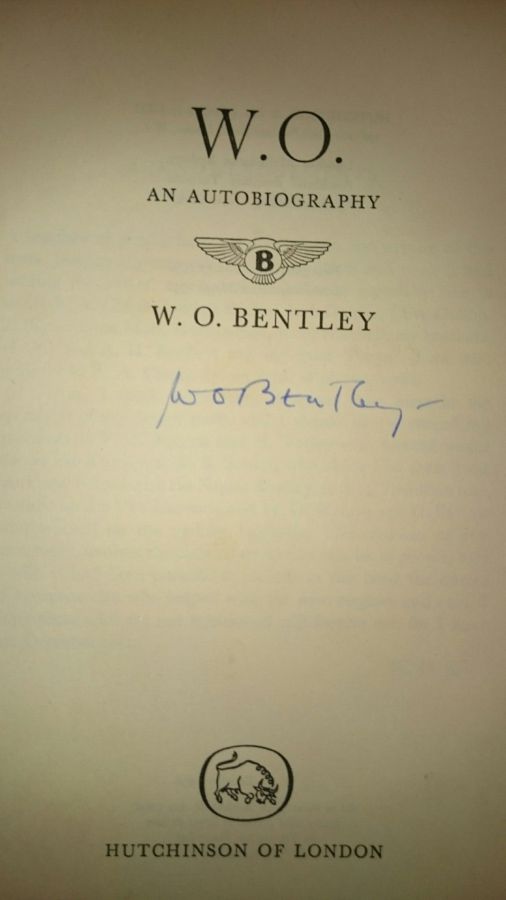 W.O.
AN AUTOBIOGRAPHY
B
W. O. BENTLEY
W O Bentley
HUTCHINSON OF LONDON